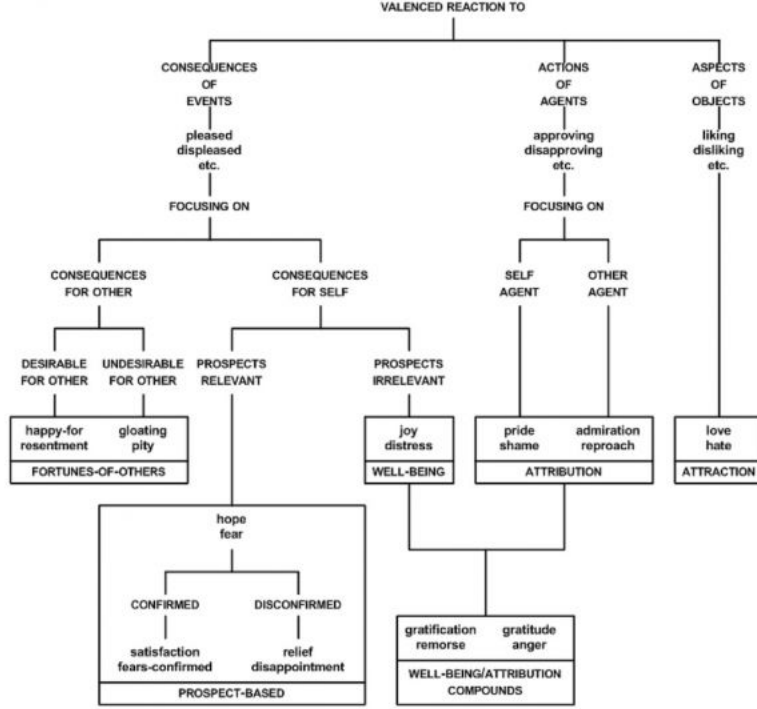 VALENCED REACTION TO
CONSEQUENCES
OF
EVENTS
pleased
displeased
etc.
FOCUSING ON
ACTIONS
OF
AGENTS
approving
disapproving
etc.
FOCUSING ON
ASPECTS
OF
OBJECTS
liking
disliking
etc.
CONSEQUENCES
FOR OTHER
CONSEQUENCES
FOR SELF
SELF
AGENT
OTHER
AGENT
DESIRABLE
FOR OTHER
UNDESIRABLE
FOR OTHER
PROSPECTS
RELEVANT
PROSPECTS
IRRELEVANT
happy-for
resentment
gloating
pity
FORTUNES-OF-OTHERS
joy
distress
WELL-BEING
pride
shame
admiration
reproach
ATTRIBUTION
love
hate
ATTRACTION
hope
fear
CONFIRMED
DISCONFIRMED
satisfaction
fears-confirmed
relief
disappointment
PROSPECT-BASED
gratification
remorse
gratitude
anger
WELL-BEING/ATTRIBUTION
COMPOUNDS